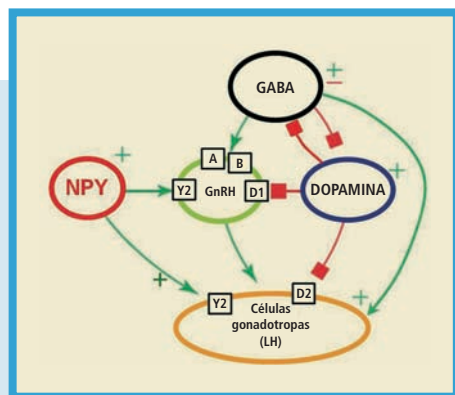 GABA
+
−
A
B
+
NPY
Y2
GnRH
D1
DOPAMINA
+
+
Y2
D2
+
Células
gonadotropas
(LH)